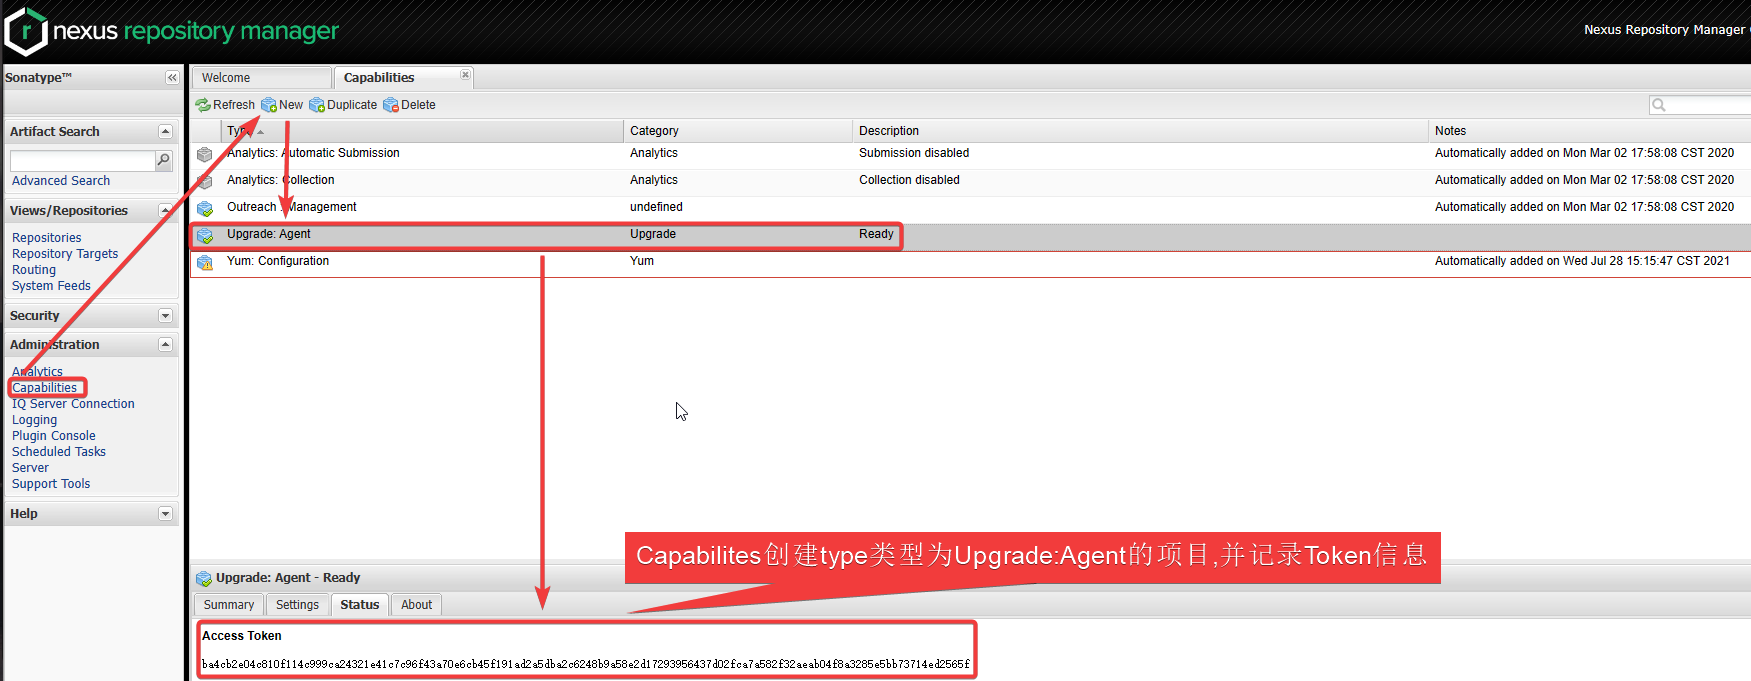 nexus repository manager
Nexus Repository Manager
Sonatype™
Welcome
Capabilities
Refresh New Duplicate Delete
Artifact Search
Advanced Search
Views/Repositories
Repositories
Repository Targets
Routing
System Feeds
Security
Administration
Analytics
Capabilities
IQ Server Connection
Logging
Plugin Console
Scheduled Tasks
Server
Support Tools
Help
Type Category Description Notes
Analytics: Automatic Submission Analytics Submission disabled Automatically added on Mon Mar 02 17:58:08 CST 2020
Analytics: Collection Analytics Collection disabled Automatically added on Mon Mar 02 17:58:08 CST 2020
Outreach : Management undefined Automatically added on Mon Mar 02 17:58:08 CST 2020
Upgrade: Agent Upgrade Ready
Yum: Configuration Yum Automatically added on Wed Jul 28 15:15:47 CST 2021
Capabilites创建type类型为Upgrade:Agent的项目,并记录Token信息
Upgrade: Agent - Ready
Summary Settings Status About
Access Token
ba4cb2e04c810f114c999ca24321e41c7c96f43a70e6cb45f191ad2a5dba2c6248b9a58e2d17293956437d02fca7a582f32aeab04f8a3285e5bb73714ed2565f